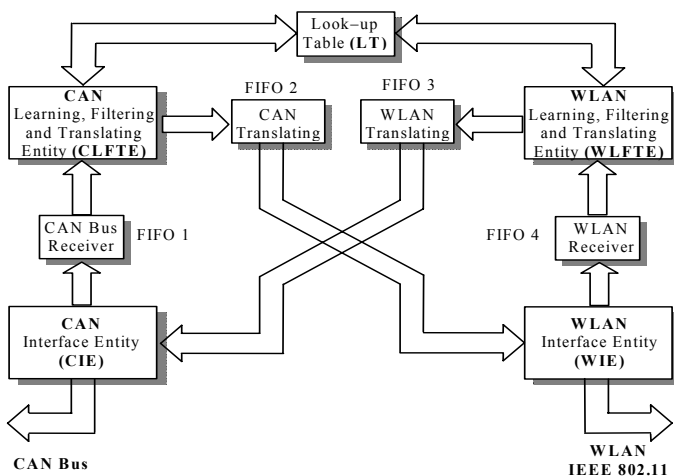 Look-up
Table (LT)
FIFO 2
FIFO 3
CAN
Learning, Filtering
and Translating
Entity (CLFTE)
CAN
Translating
WLAN
Translating
WLAN
Learning, Filtering
and Translating
Entity (WLFTE)
CAN Bus
Receiver
FIFO 1
FIFO 4
WLAN
Receiver
CAN
Interface Entity
(CIE)
WLAN
Interface Entity
(WIE)
CAN Bus
WLAN
IEEE 802.11